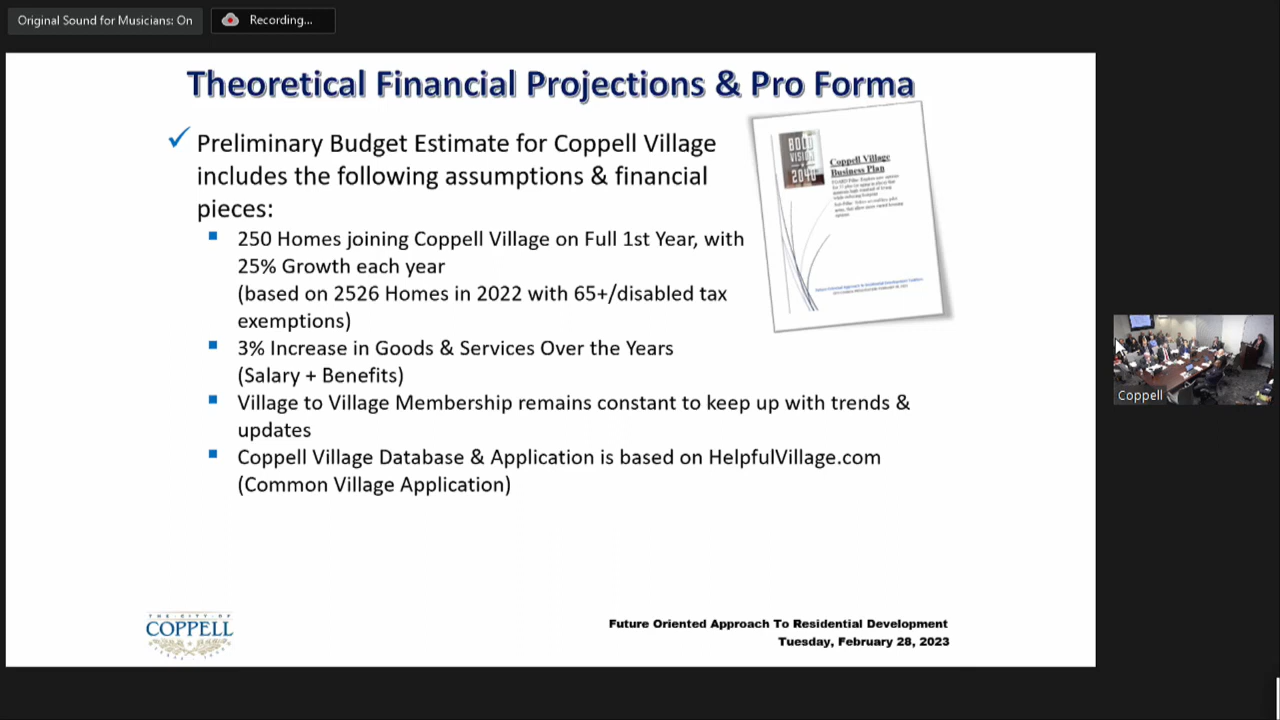 Original Sound for Musicians: On
Recording...
Theoretical Financial Projections & Pro Forma
Preliminary Budget Estimate for Coppell Village
includes the following assumptions & financial
pieces:
250 Homes joining Coppell Village on Full 1st Year, with
25% Growth each year
(based on 2526 Homes in 2022 with 65+/disabled tax
exemptions)
3% Increase in Goods & Services Over the Years
(Salary + Benefits)
Village to Village Membership remains constant to keep up with trends &
updates
Coppell Village Database & Application is based on HelpfulVillage.com
(Common Village Application)
BOLD
VISION
2040
Coppell Village
Business Plan
Coppell
THE CITY OF
COPPELL
Future Oriented Approach To Residential Development
Tuesday, February 28, 2023